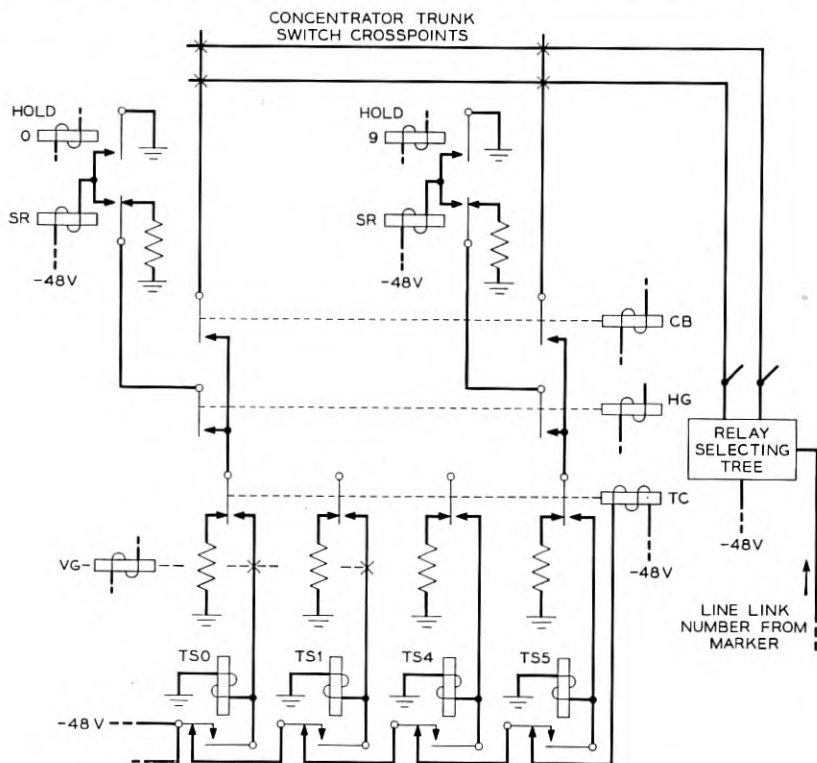 CONCENTRATOR TRUNK
SWITCH CROSSPOINTS
HOLD
0
HOLD
9
SR
SR
-48V
-48V
CB
HG
RELAY
SELECTING
TREE
TC
VG
-48V
-48V
LINE LINK
NUMBER FROM
MARKER
TS0
TS1
TS4
TS5
-48V